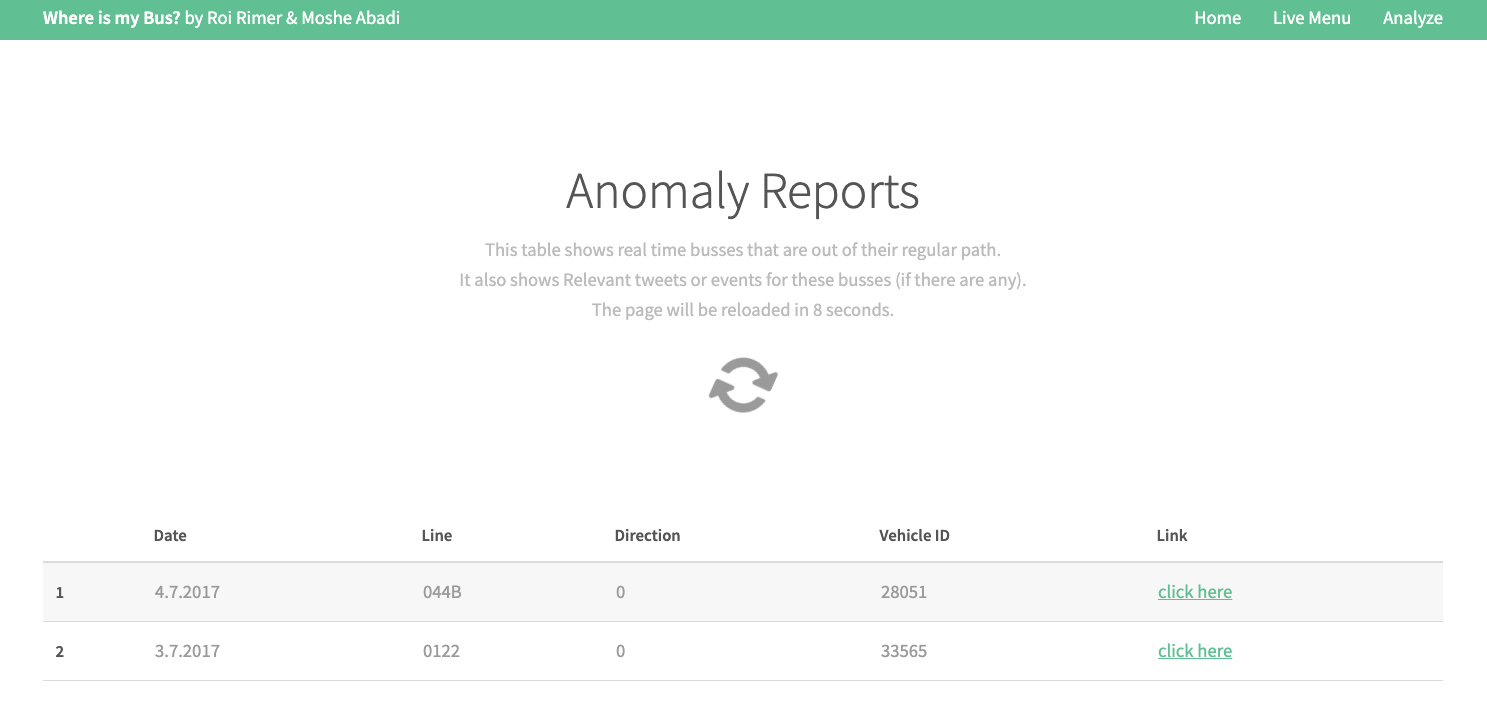 Where is my Bus? by Roi Rimer & Moshe Abadi Home Live Menu Analyze
Anomaly Reports
This table shows real time busses that are out of their regular path.
It also shows Relevant tweets or events for these busses (if there are any).
The page will be reloaded in 8 seconds.
Date Line Direction Vehicle ID Link
1 4.7.2017 044B 0 28051 click here
2 3.7.2017 0122 0 33565 click here